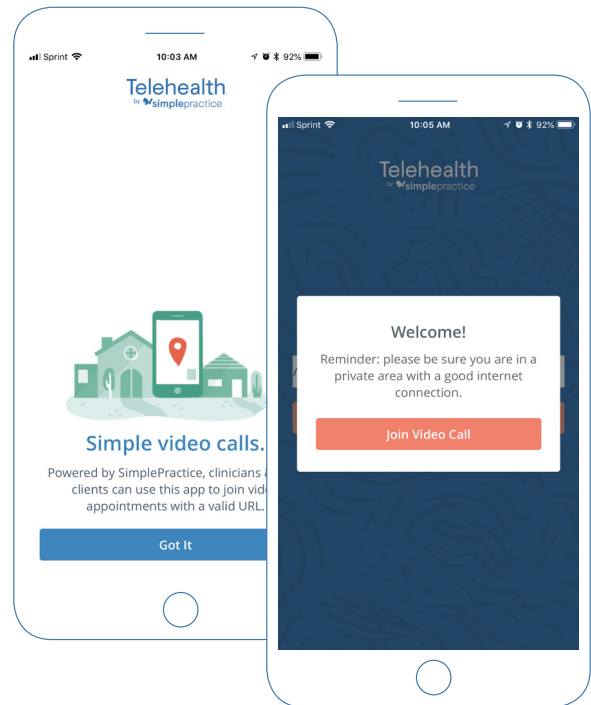 Sprint 10:03 AM 92%
Telehealth
by simplepractice
Simple video calls.
Powered by SimplePractice, clinicians
clients can use this app to join
appointments with a valid URL.
Got It
Sprint 10:05 AM 92%
Telehealth
by simplepractice
Welcome!
Reminder: please be sure you are in a
private area with a good internet
connection.
Join Video Call